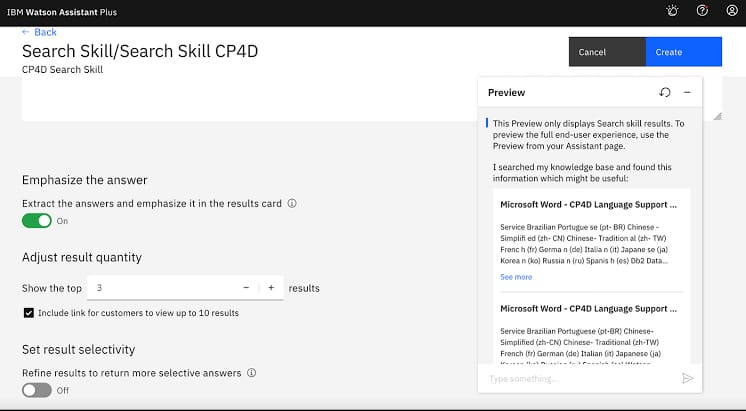 IBM Watson Assistant Plus
← Back
Search Skill/Search Skill CP4D
CP4D Search Skill
Cancel
Create
Emphasize the answer
Extract the answers and emphasize it in the results card
On
Adjust result quantity
Show the top 3 - + results
Include link for customers to view up to 10 results
Set result selectivity
Refine results to return more selective answers
Off
Preview
This Preview only displays Search skill results. To
preview the full end-user experience, use the
Preview from your Assistant page.
I searched my knowledge base and found this
information which might be useful:
Microsoft Word - CP4D Language Support ...
Service Brazilian Portugue se (pt- BR) Chinese -
Simplifi ed (zh- CN) Chinese- Tradition al (zh- TW)
Frenc h (fr) Germa n (de) Italia n (it) Japane se (ja)
Korea n (ko) Russia n (ru) Spanis h (es) Db2 Data...
See more
Microsoft Word - CP4D Language Support ...
Service Brazilian Portuguese (pt-BR) Chinese-
Simplified (zh-CN) Chinese- Traditional (zh-TW)
French (fr) German (de) Italian (it) Japanese (ja)
Type something...